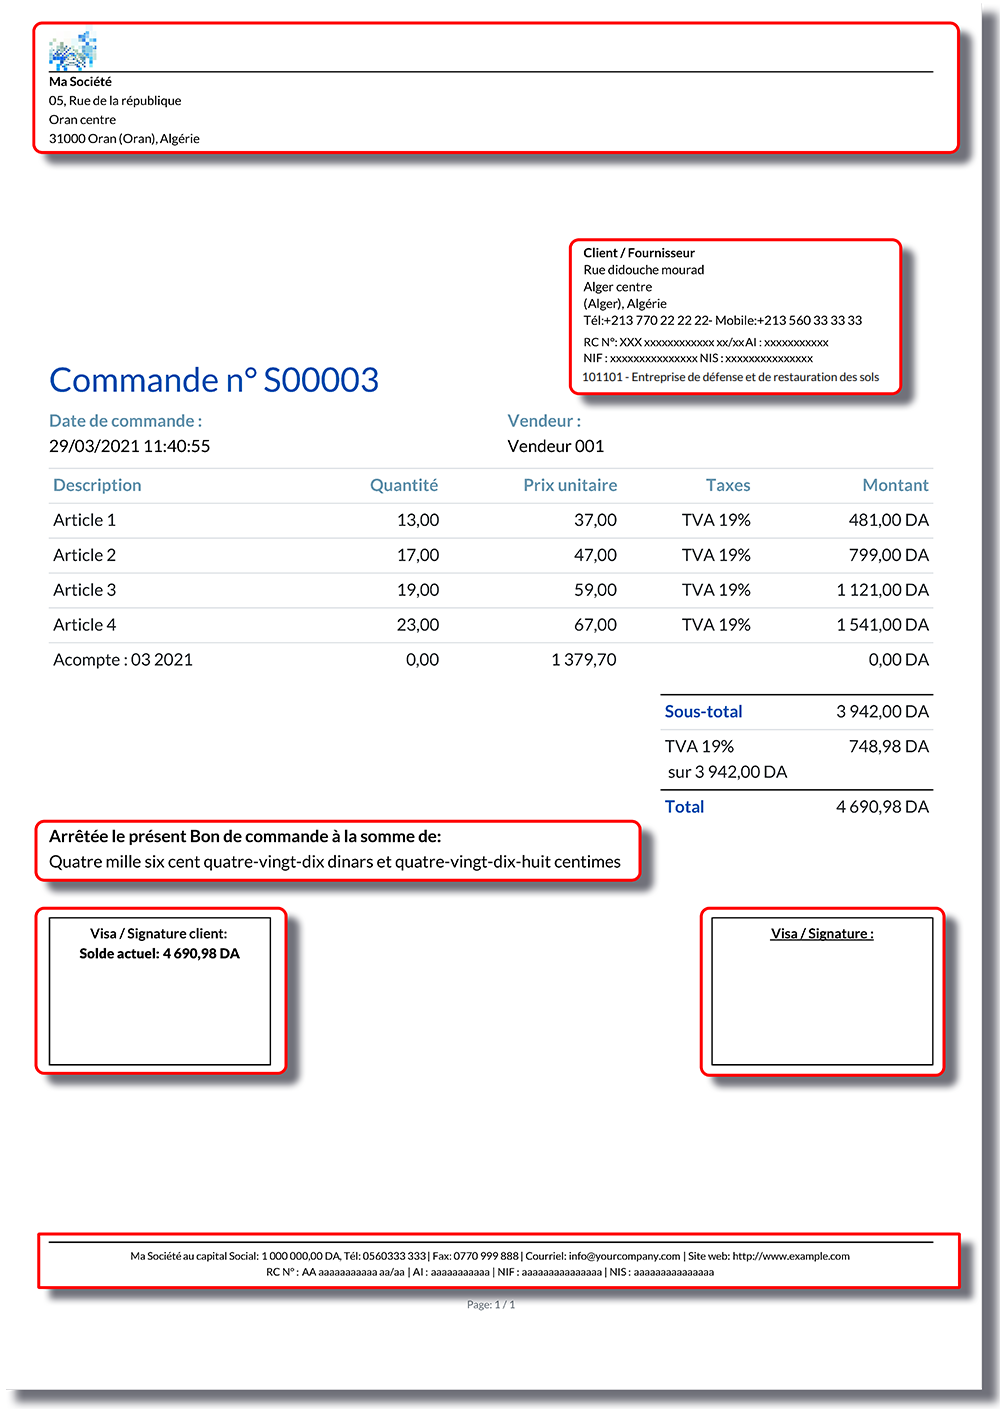 Ma Société
05, Rue de la république
Oran centre
31000 Oran (Oran), Algérie
Client / Fournisseur
Rue didouche mourad
Alger centre
(Alger), Algérie
Tél:+213 770 22 22 22- Mobile:+213 560 33 33 33
RC N°: XXX xxxxxxxxxxxx xx/xx AI : xxxxxxxxxxx
NIF : xxxxxxxxxxxxxxx NIS : xxxxxxxxxxxxxxx
101101 - Entreprise de défense et de restauration des sols
Commande n° S00003
Date de commande : Vendeur :
29/03/2021 11:40:55 Vendeur 001
Description Quantité Prix unitaire Taxes Montant
Article 1 13,00 37,00 TVA 19% 481,00 DA
Article 2 17,00 47,00 TVA 19% 799,00 DA
Article 3 19,00 59,00 TVA 19% 1 121,00 DA
Article 4 23,00 67,00 TVA 19% 1 541,00 DA
Acompte : 03 2021 0,00 1 379,70 0,00 DA
Sous-total 3 942,00 DA
TVA 19% 748,98 DA
sur 3 942,00 DA
Total 4 690,98 DA
Arrêtée le présent Bon de commande à la somme de:
Quatre mille six cent quatre-vingt-dix dinars et quatre-vingt-dix-huit centimes
Visa / Signature client:
Solde actuel: 4 690,98 DA
Visa / Signature :
Ma Société au capital Social: 1 000 000,00 DA, Tél: 0560333 333 | Fax: 0770 999 888 | Courriel: info@yourcompany.com | Site web: http://www.example.com
RC N° : AA aaaaaaaaaaa aa/aa | AI : aaaaaaaaaaa | NIF : aaaaaaaaaaaaaaa | NIS : aaaaaaaaaaaaaaa
Page: 1 / 1